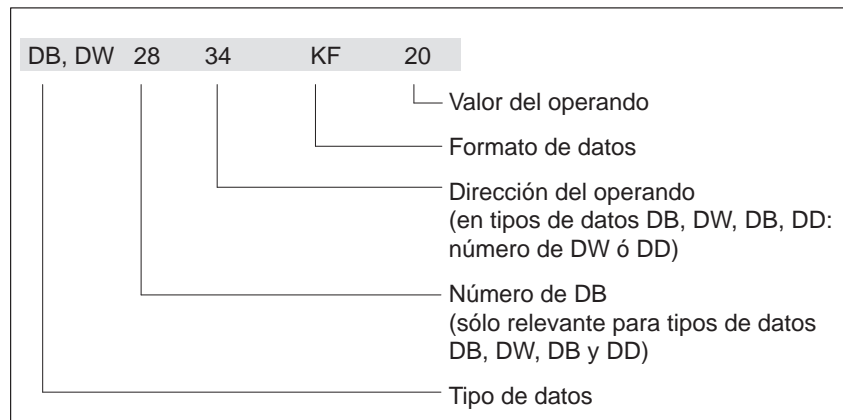 DB, DW 28 34 KF 20
Valor del operando
Formato de datos
Dirección del operando
(en tipos de datos DB, DW, DB, DD:
número de DW ó DD)
Número de DB
(sólo relevante para tipos de datos
DB, DW, DB y DD)
Tipo de datos